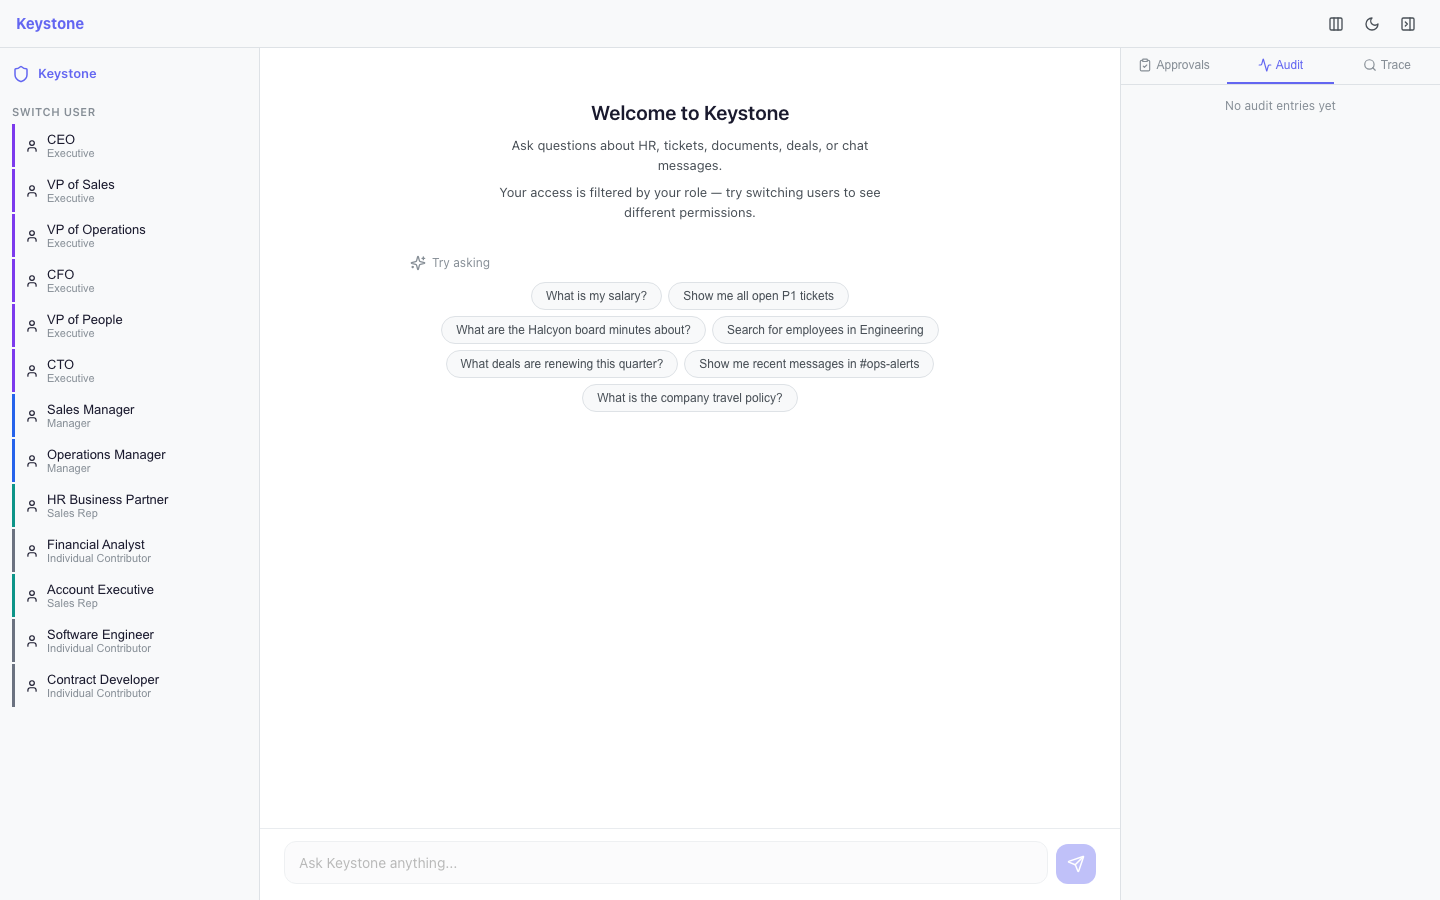 Keystone
Keystone
SWITCH USER
CEO
Executive
VP of Sales
Executive
VP of Operations
Executive
CFO
Executive
VP of People
Executive
CTO
Executive
Sales Manager
Manager
Operations Manager
Manager
HR Business Partner
Sales Rep
Financial Analyst
Individual Contributor
Account Executive
Sales Rep
Software Engineer
Individual Contributor
Contract Developer
Individual Contributor
Welcome to Keystone
Ask questions about HR, tickets, documents, deals, or chat
messages.
Your access is filtered by your role — try switching users to see
different permissions.
Try asking
What is my salary?
Show me all open P1 tickets
What are the Halcyon board minutes about?
Search for employees in Engineering
What deals are renewing this quarter?
Show me recent messages in #ops-alerts
What is the company travel policy?
Ask Keystone anything...
Approvals
Audit
Trace
No audit entries yet